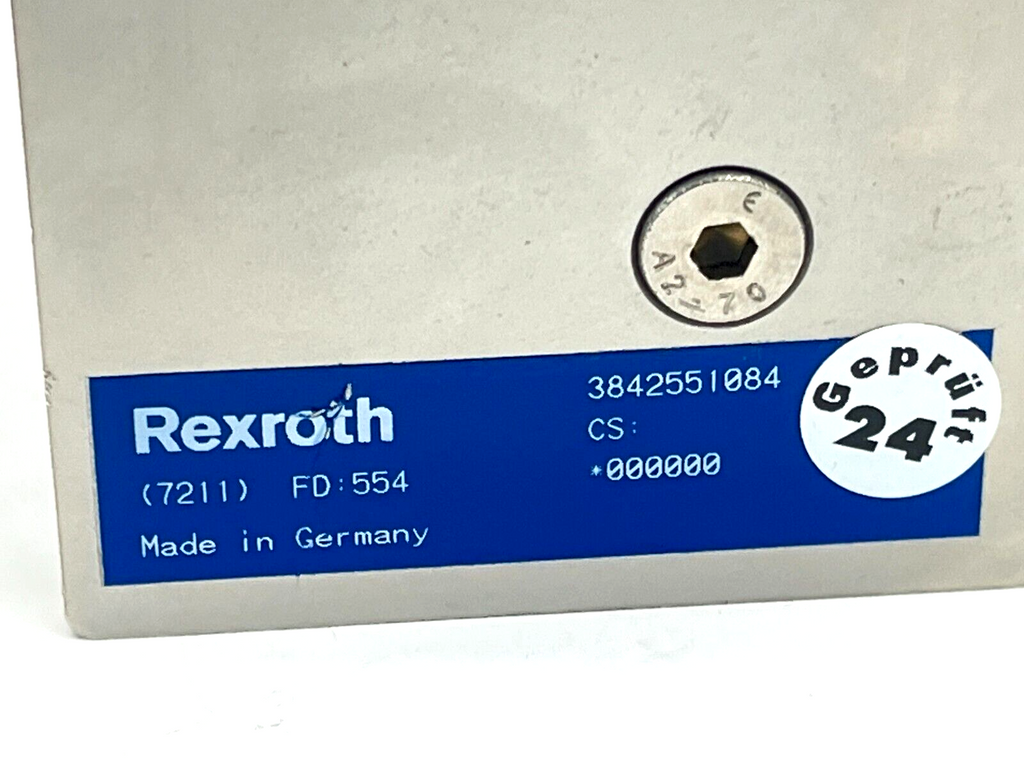 E
A2-70
Rexroth
(7211) FD:554
Made in Germany
3842551084
CS:
*000000
Geprüft
24